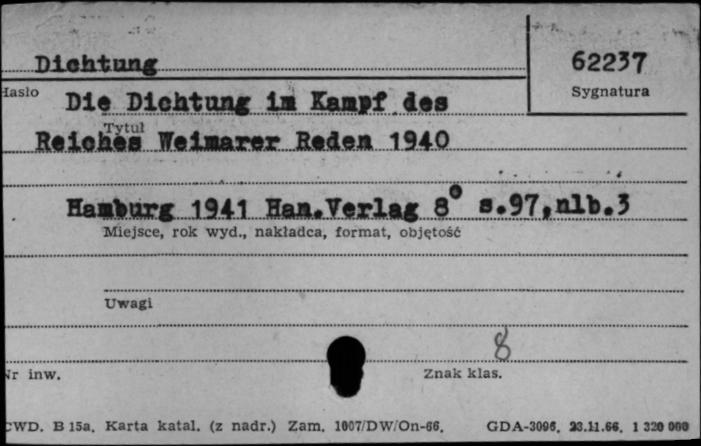 Dichtung
62237
Hasło
Sygnatura
Die Dichtung im Kampf des
Tytuł
Reiches Weimarer Reden 1940
Hamburg 1941 Han.Verlag 8° s.97,nlb.3
Miejsce, rok wyd., nakładca, format, objętość
Uwagi
8
Nr inw.
Znak klas.
CWD. B 15a. Karta katal. (z nadr.) Zam. 1007/DW/On-66. GDA-3096. 23.11.66. 1 320 000